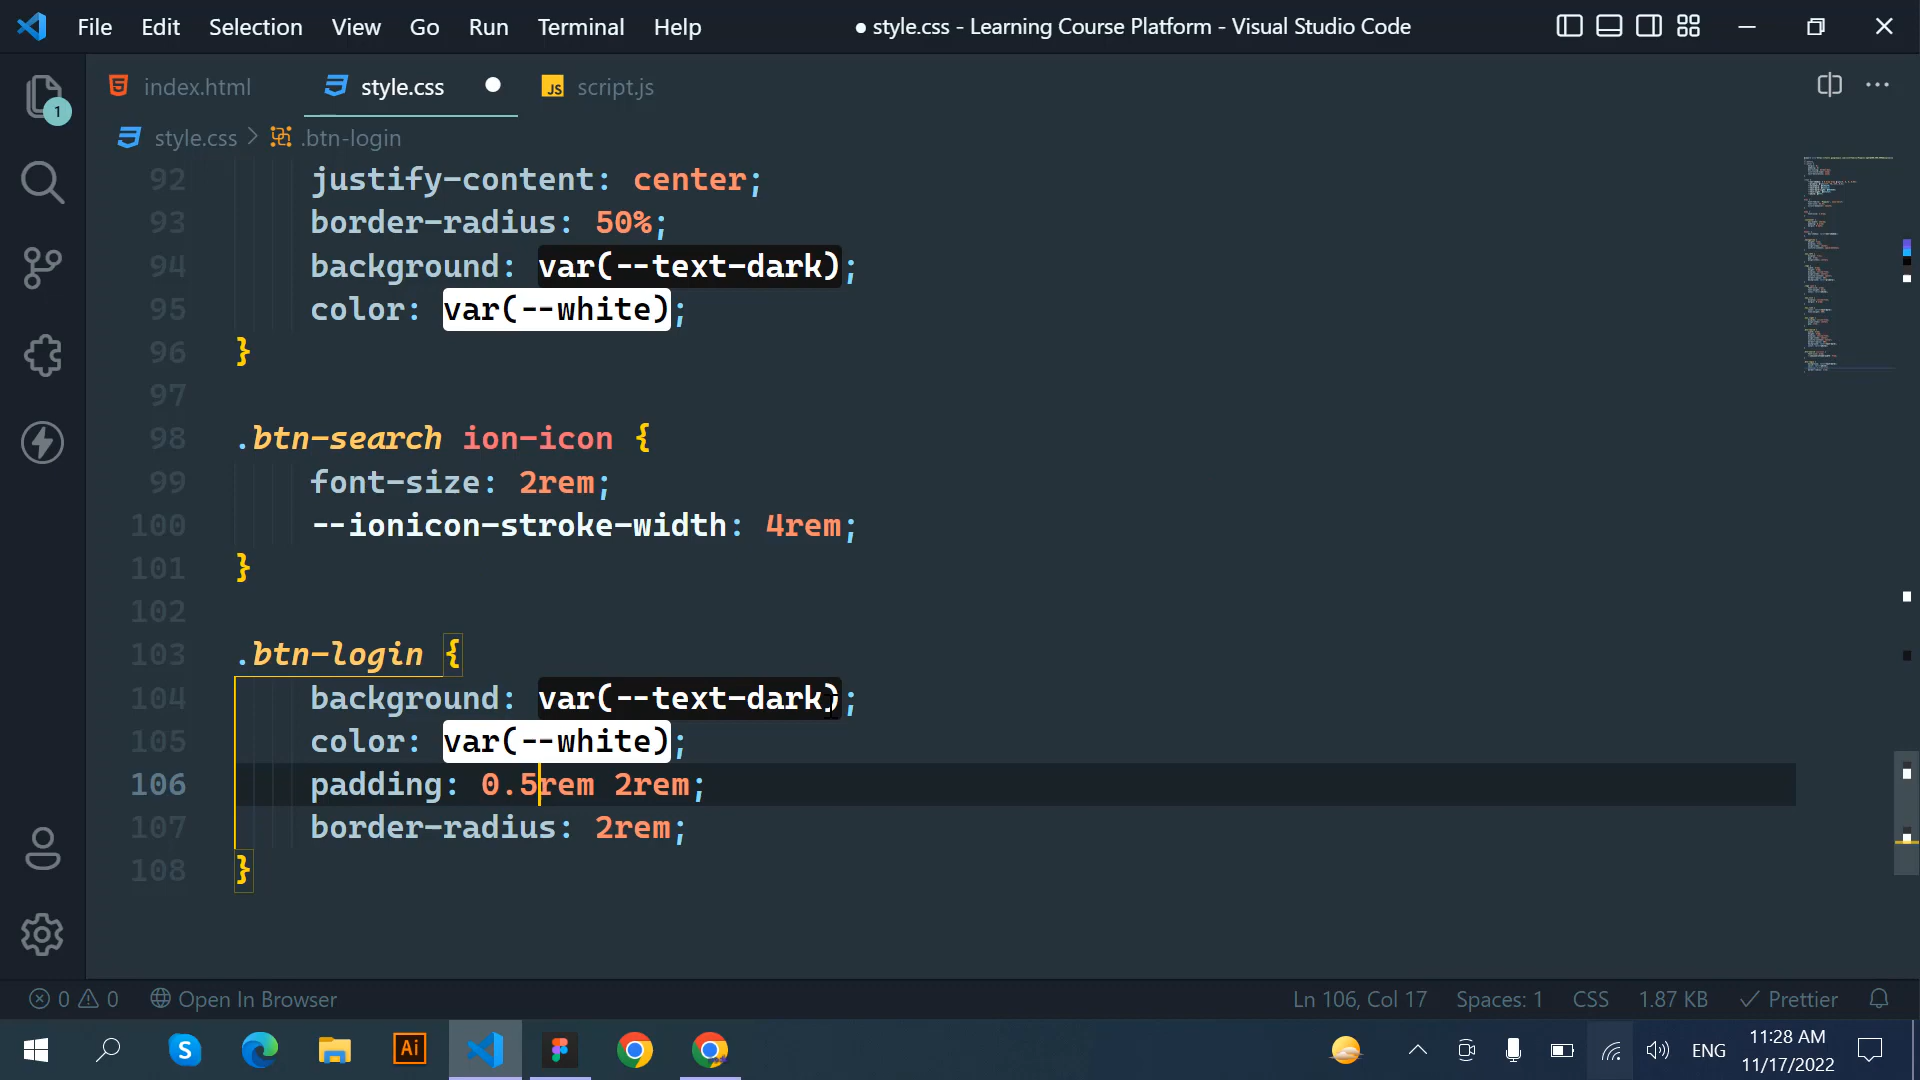 File Edit Selection View Go Run Terminal Help
● style.css - Learning Course Platform - Visual Studio Code
index.html style.css JS script.js
style.css > .btn-login
92 justify-content: center;
93 border-radius: 50%;
94 background: var(--text-dark);
95 color: var(--white);
96 }
97
98 .btn-search ion-icon {
99 font-size: 2rem;
100 --ionicon-stroke-width: 4rem;
101 }
102
103 .btn-login {
104 background: var(--text-dark);
105 color: var(--white);
106 padding: 0.5rem 2rem;
107 border-radius: 2rem;
108 }
1
0 0 Open In Browser
Ln 106, Col 17 Spaces: 1 CSS 1.87 KB Prettier
S Ai ENG
11:28 AM
11/17/2022